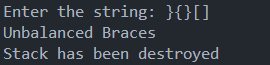 Enter the string: }{}[]
Unbalanced Braces
Stack has been destroyed